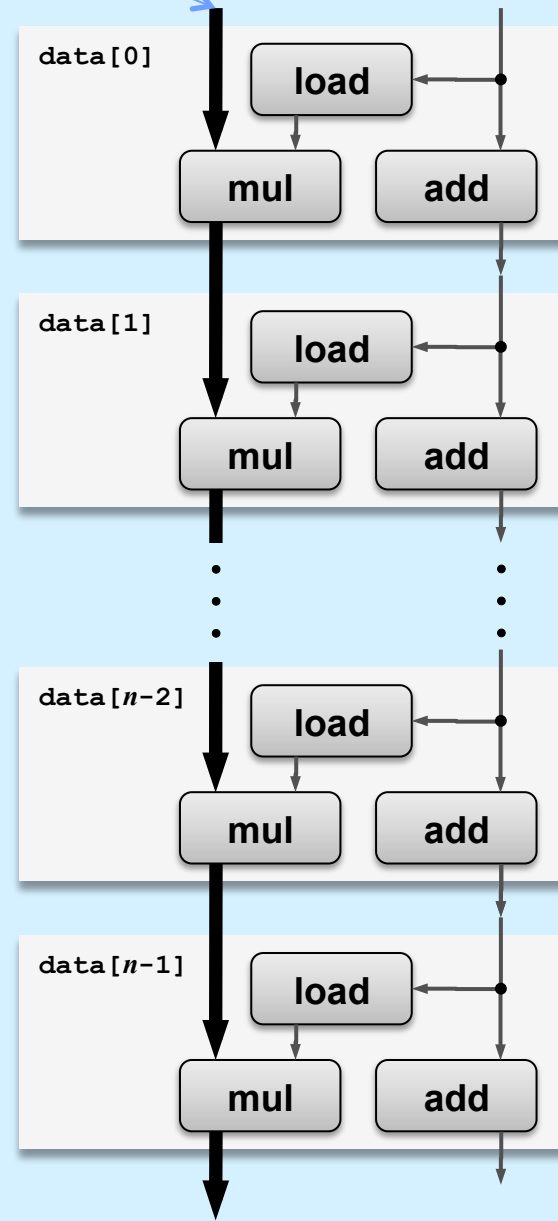 data[0]
load
mul add
data[1]
load
mul add
data[n-2]
load
mul add
data[n-1]
load
mul add